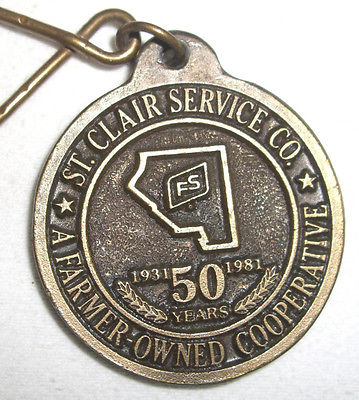 ★ ST. CLAIR SERVICE CO. ★
A FARMER-OWNED COOPERATIVE
FS
1931 50 1981
YEARS